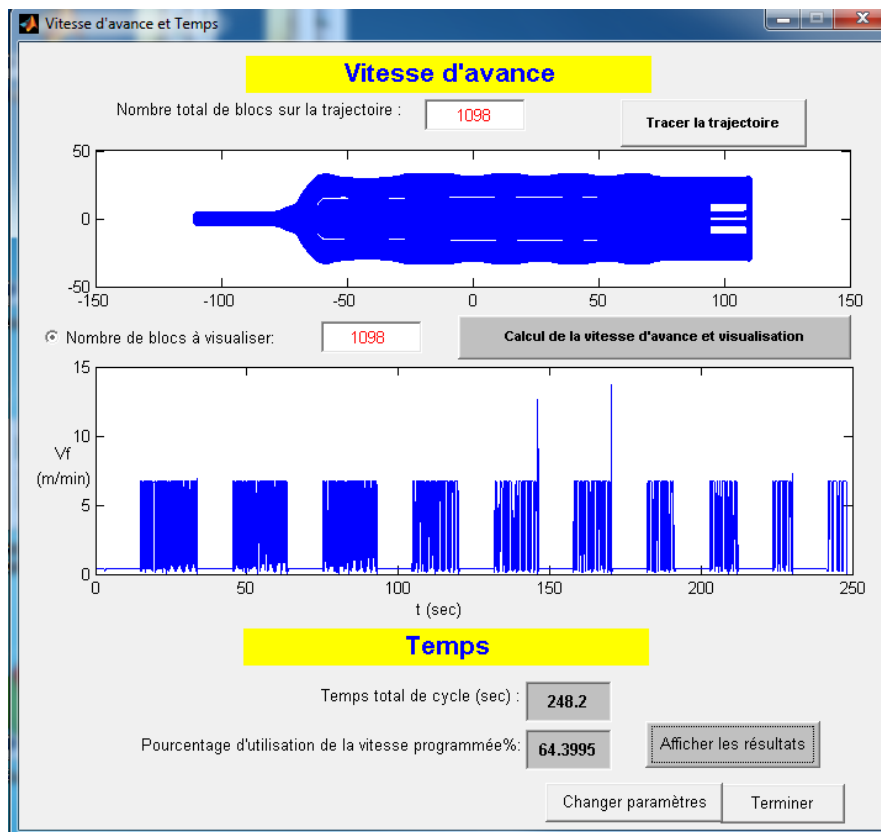 Vitesse d'avance et Temps
Vitesse d'avance
Nombre total de blocs sur la trajectoire :
1098
Tracer la trajectoire
50
0
-50
-150 -100 -50 0 50 100 150
Nombre de blocs à visualiser:
1098
Calcul de la vitesse d'avance et visualisation
15
10
Vf
(m/min)
5
0
0 50 100 150 200 250
t (sec)
Temps
Temps total de cycle (sec) :
248.2
Pourcentage d'utilisation de la vitesse programmée%:
64.3995
Afficher les résultats
Changer paramètres
Terminer